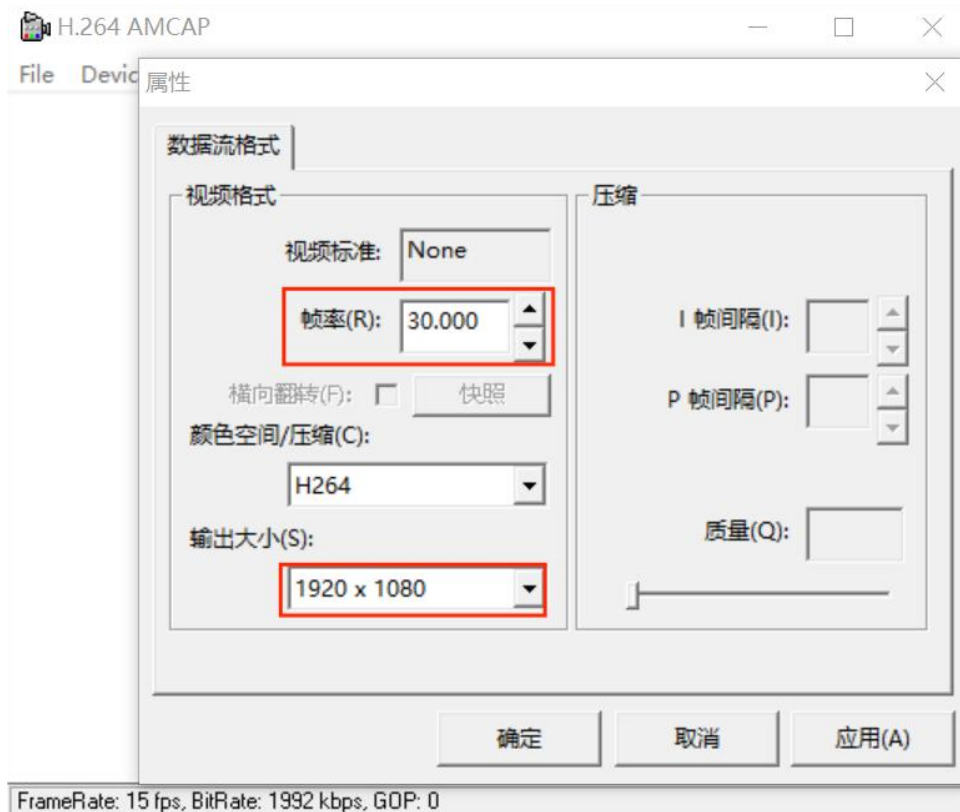 H.264 AMCAP
File Devic
属性
数据流格式
视频格式
视频标准: None
帧率(R): 30.000
横向翻转(F): 快照
颜色空间/压缩(C):
H264
输出大小(S):
1920 x 1080
压缩
I 帧间隔(I):
P 帧间隔(P):
质量(Q):
确定 取消 应用(A)
FrameRate: 15 fps, BitRate: 1992 kbps, GOP: 0